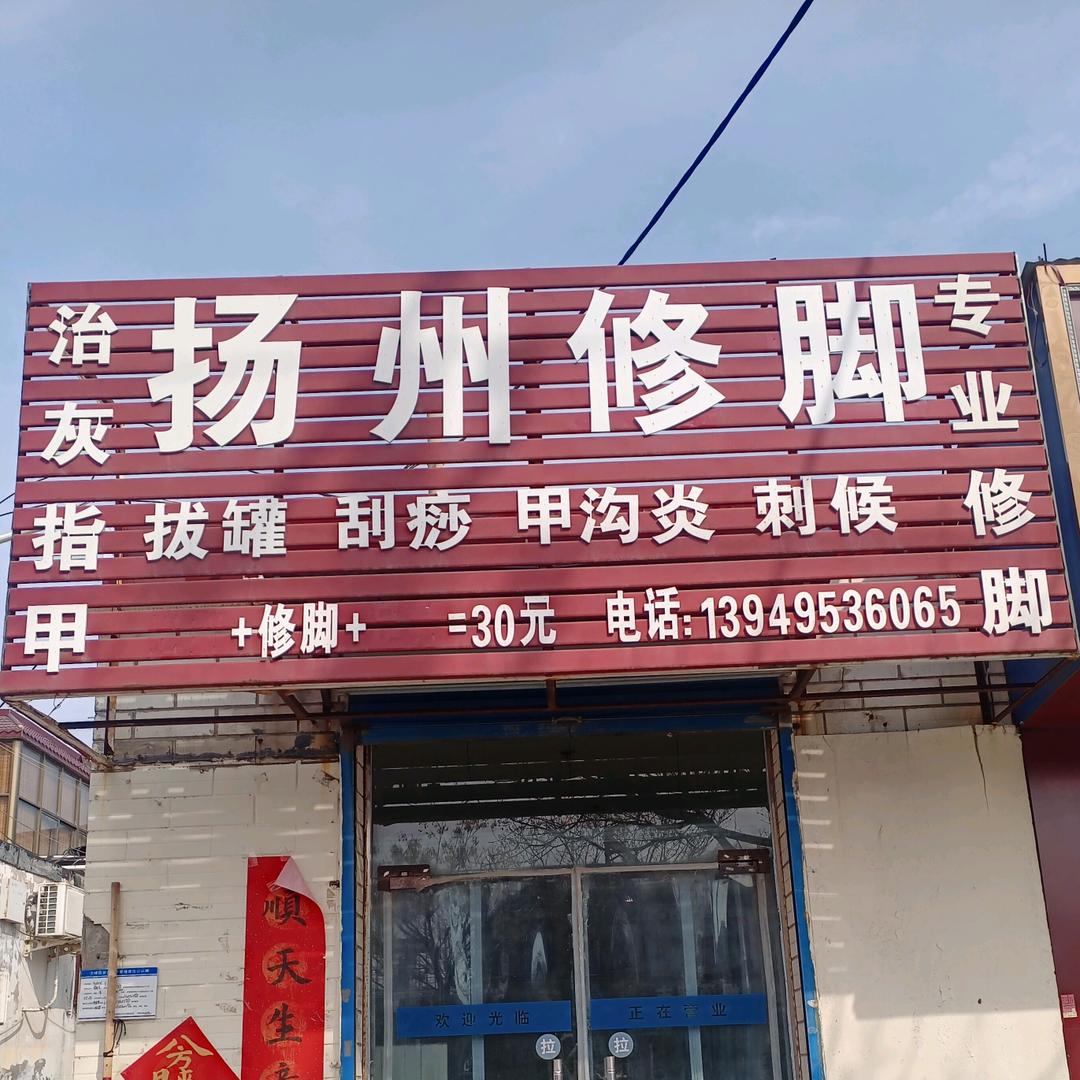 扬州修脚
治灰指甲
专业修脚
拔罐 刮痧 甲沟炎 刺候
+修脚+ =30元 电话:13949536065
顺天生意
欢迎光临
正在营业
拉
拉